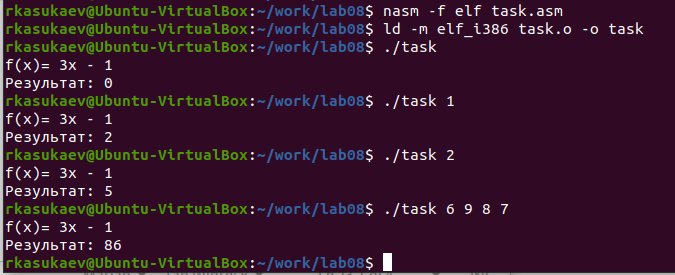 rkasukaev@Ubuntu-VirtualBox:~/work/lab08$ nasm -f elf task.asm
rkasukaev@Ubuntu-VirtualBox:~/work/lab08$ ld -m elf_i386 task.o -o task
rkasukaev@Ubuntu-VirtualBox:~/work/lab08$ ./task
f(x)= 3x - 1
Результат: 0
rkasukaev@Ubuntu-VirtualBox:~/work/lab08$ ./task 1
f(x)= 3x - 1
Результат: 2
rkasukaev@Ubuntu-VirtualBox:~/work/lab08$ ./task 2
f(x)= 3x - 1
Результат: 5
rkasukaev@Ubuntu-VirtualBox:~/work/lab08$ ./task 6 9 8 7
f(x)= 3x - 1
Результат: 86
rkasukaev@Ubuntu-VirtualBox:~/work/lab08$